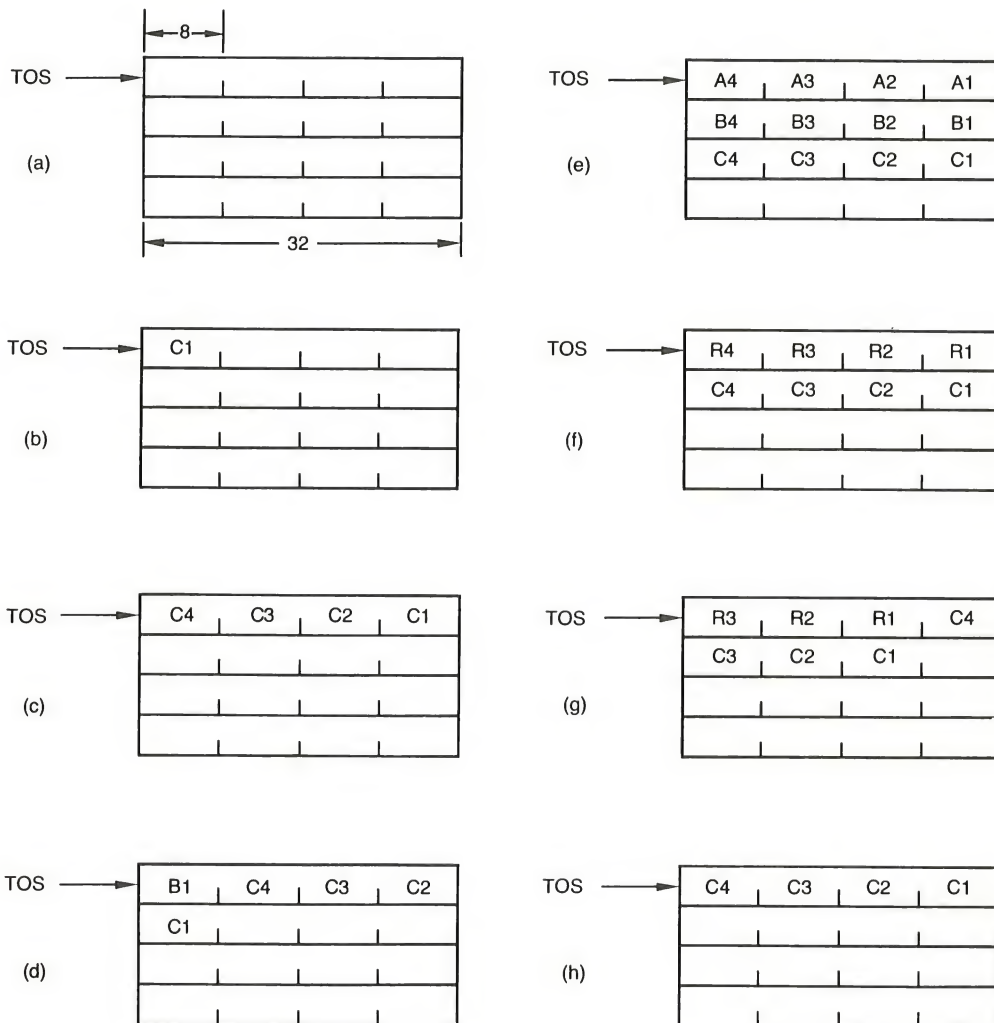 8
TOS
(a)
32
TOS C1
(b)
TOS C4 C3 C2 C1
(c)
TOS B1 C4 C3 C2
C1
(d)
TOS A4 A3 A2 A1
B4 B3 B2 B1
(e) C4 C3 C2 C1
TOS R4 R3 R2 R1
C4 C3 C2 C1
(f)
TOS R3 R2 R1 C4
C3 C2 C1
(g)
TOS C4 C3 C2 C1
(h)